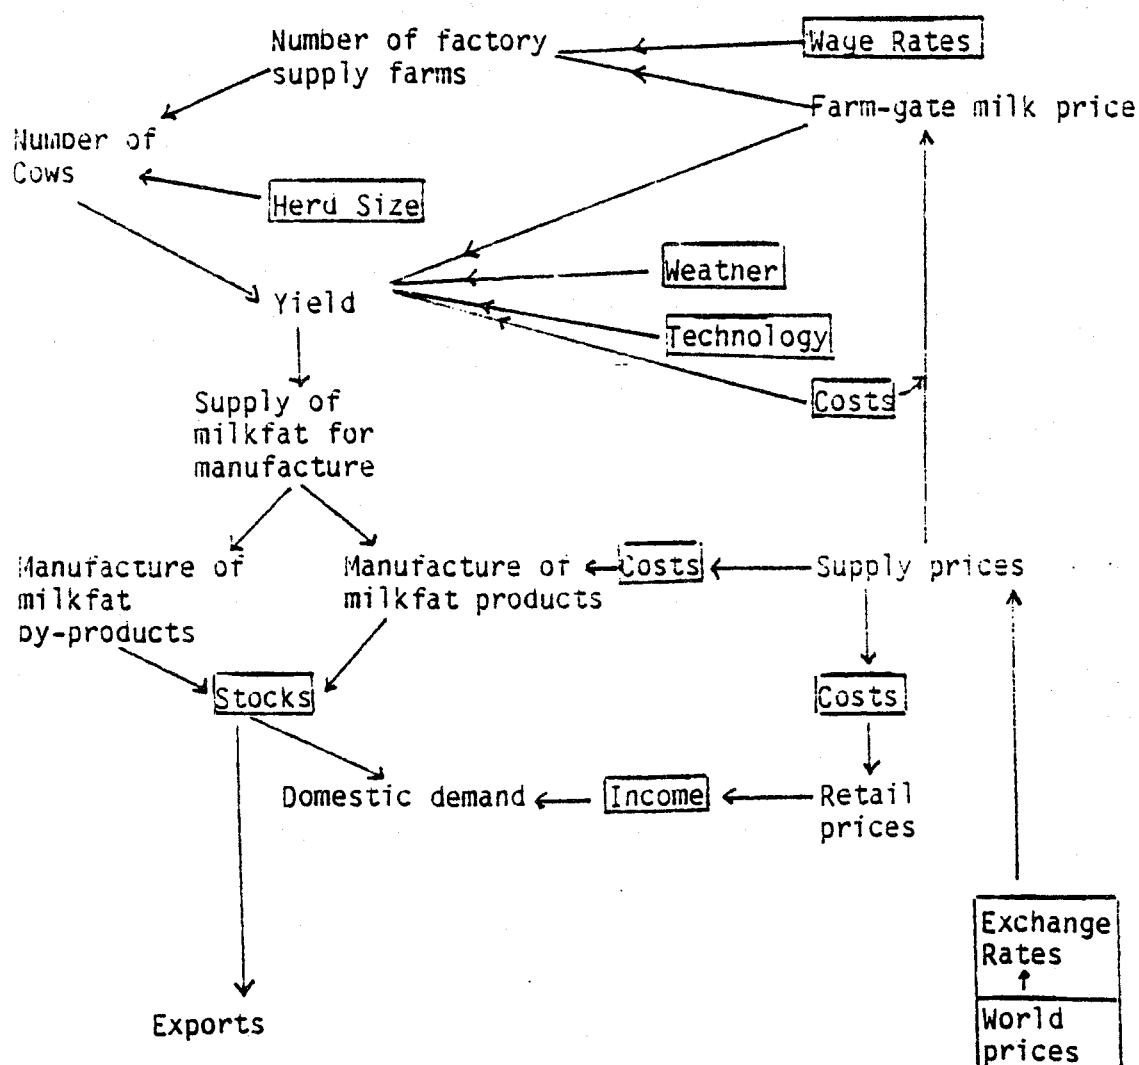 Number of factory
supply farms
Wage Rates
Farm-gate milk price
Number of
Cows
Herd Size
Weather
Yield
Technology
Costs
Supply of
milkfat for
manufacture
Manufacture of
milkfat
by-products
Manufacture of
milkfat products
Costs
Supply prices
Stocks
Costs
Domestic demand
Income
Retail
prices
Exchange
Rates
Exports
World
prices